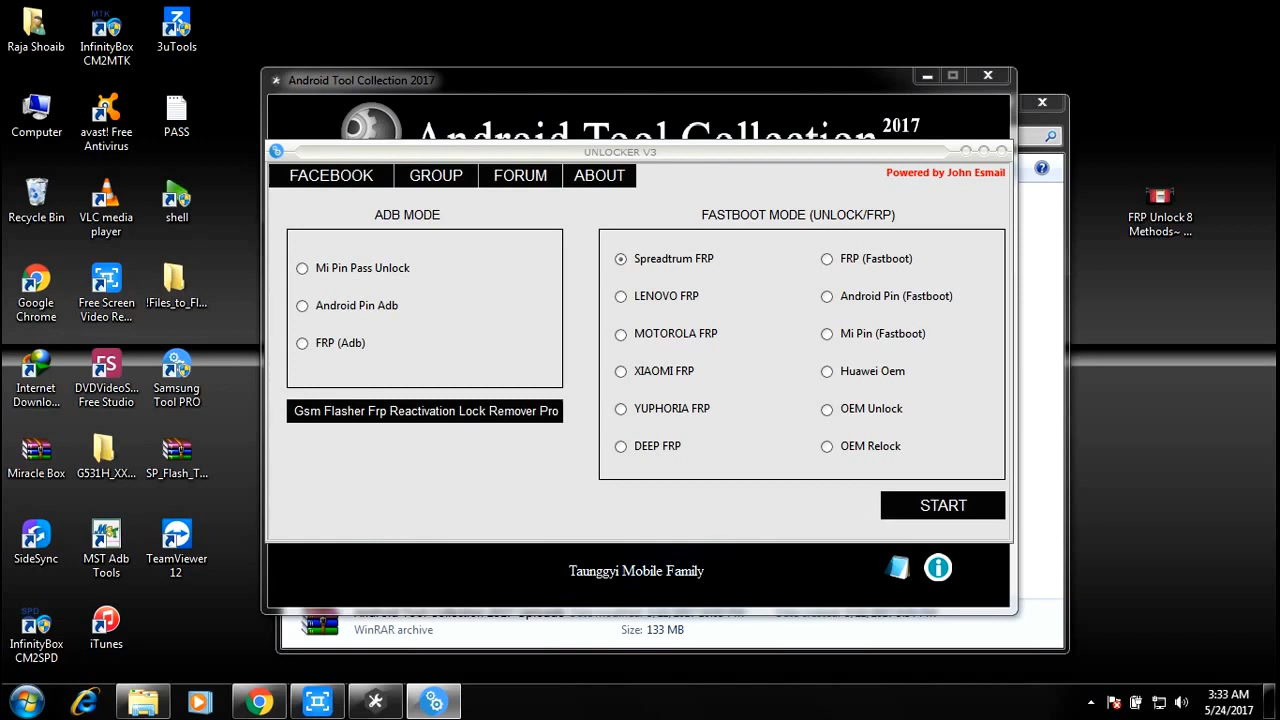 Raja Shoaib
InfinityBox
CM2MTK
3uTools
Computer
avast! Free
Antivirus
PASS
Recycle Bin
VLC media
player
shell
Google
Chrome
Free Screen
Video Re...
!Files_to_Fl...
Internet
Downlo...
DVDVideoS...
Free Studio
Samsung
Tool PRO
Miracle Box
G531H_XX...
SP_Flash_T...
SideSync
MST Adb
Tools
TeamViewer
12
InfinityBox
CM2SPD
iTunes
Android Tool Collection 2017
Android Tool Collection 2017
UNLOCKER V3
FACEBOOK
GROUP
FORUM
ABOUT
Powered by John Esmail
ADB MODE
Mi Pin Pass Unlock
Android Pin Adb
FRP (Adb)
Gsm Flasher Frp Reactivation Lock Remover Pro
FASTBOOT MODE (UNLOCK/FRP)
Spreadtrum FRP
LENOVO FRP
MOTOROLA FRP
XIAOMI FRP
YUPHORIA FRP
DEEP FRP
FRP (Fastboot)
Android Pin (Fastboot)
Mi Pin (Fastboot)
Huawei Oem
OEM Unlock
OEM Relock
START
Taunggyi Mobile Family
WinRAR archive
Size: 133 MB
FRP Unlock 8
Methods~ ...
3:33 AM
5/24/2017